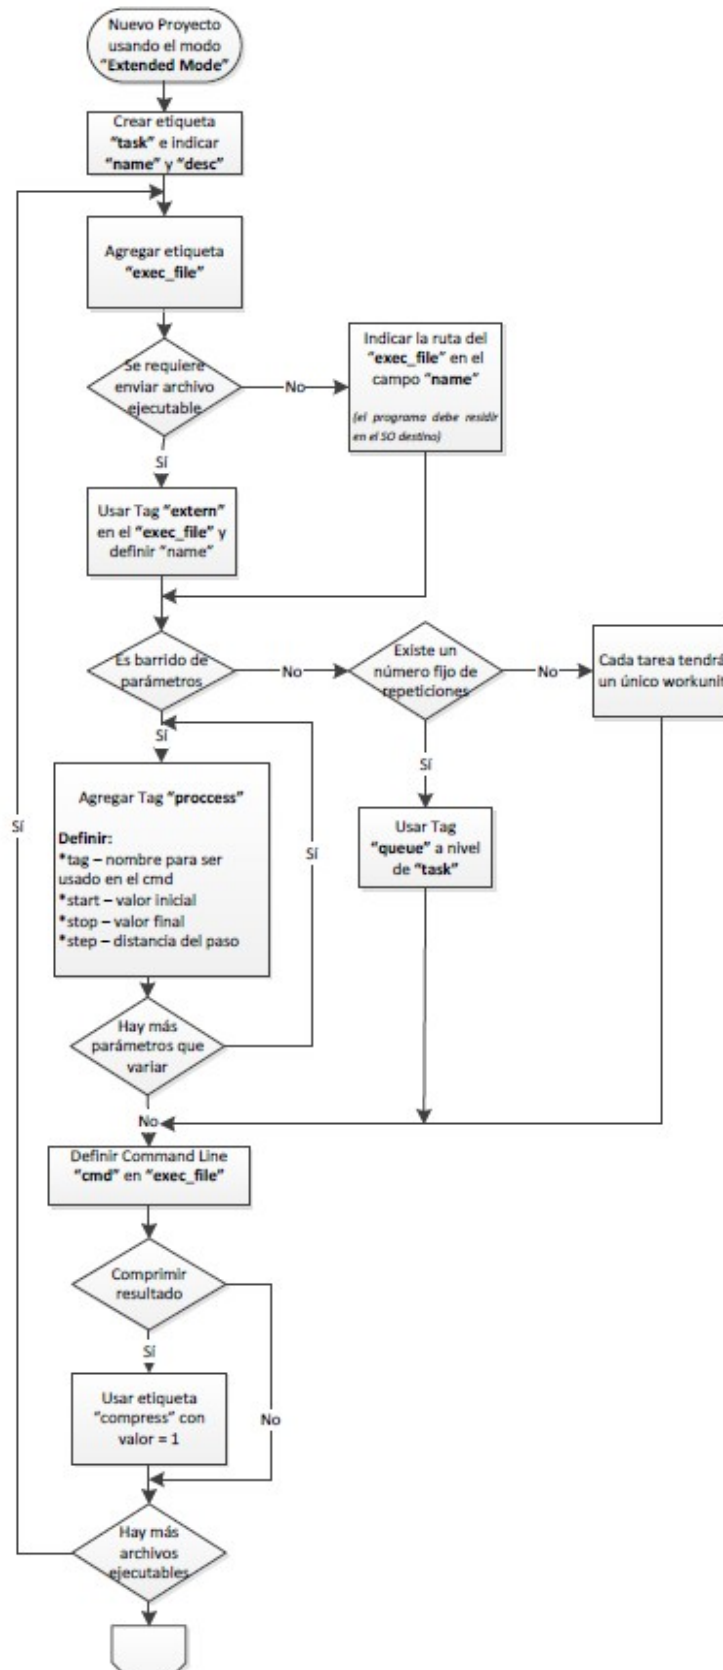 Nuevo Proyecto
usando el modo
“Extended Mode”
Crear etiqueta
“task” e indicar
“name” y “desc”
Agregar etiqueta
“exec_file”
Se requiere
enviar archivo
ejecutable
No
Indicar la ruta del
“exec_file” en el
campo “name”
(el programa debe residir
en el SO destino)
Sí
Usar Tag “extern”
en el “exec_file” y
definir “name”
Es barrido de
parámetros
No
Existe un
número fijo de
repeticiones
No
Cada tarea tendrá
un único workunit
Sí
Sí
Agregar Tag “proccess”
Definir:
*tag – nombre para ser
usado en el cmd
*start – valor inicial
*stop – valor final
*step – distancia del paso
Sí
Usar Tag
“queue” a nivel
de “task”
Sí
Hay más
parámetros que
variar
No
Definir Command Line
“cmd” en “exec_file”
Comprimir
resultado
Sí
Usar etiqueta
“compress” con
valor = 1
No
Hay más
archivos
ejecutables